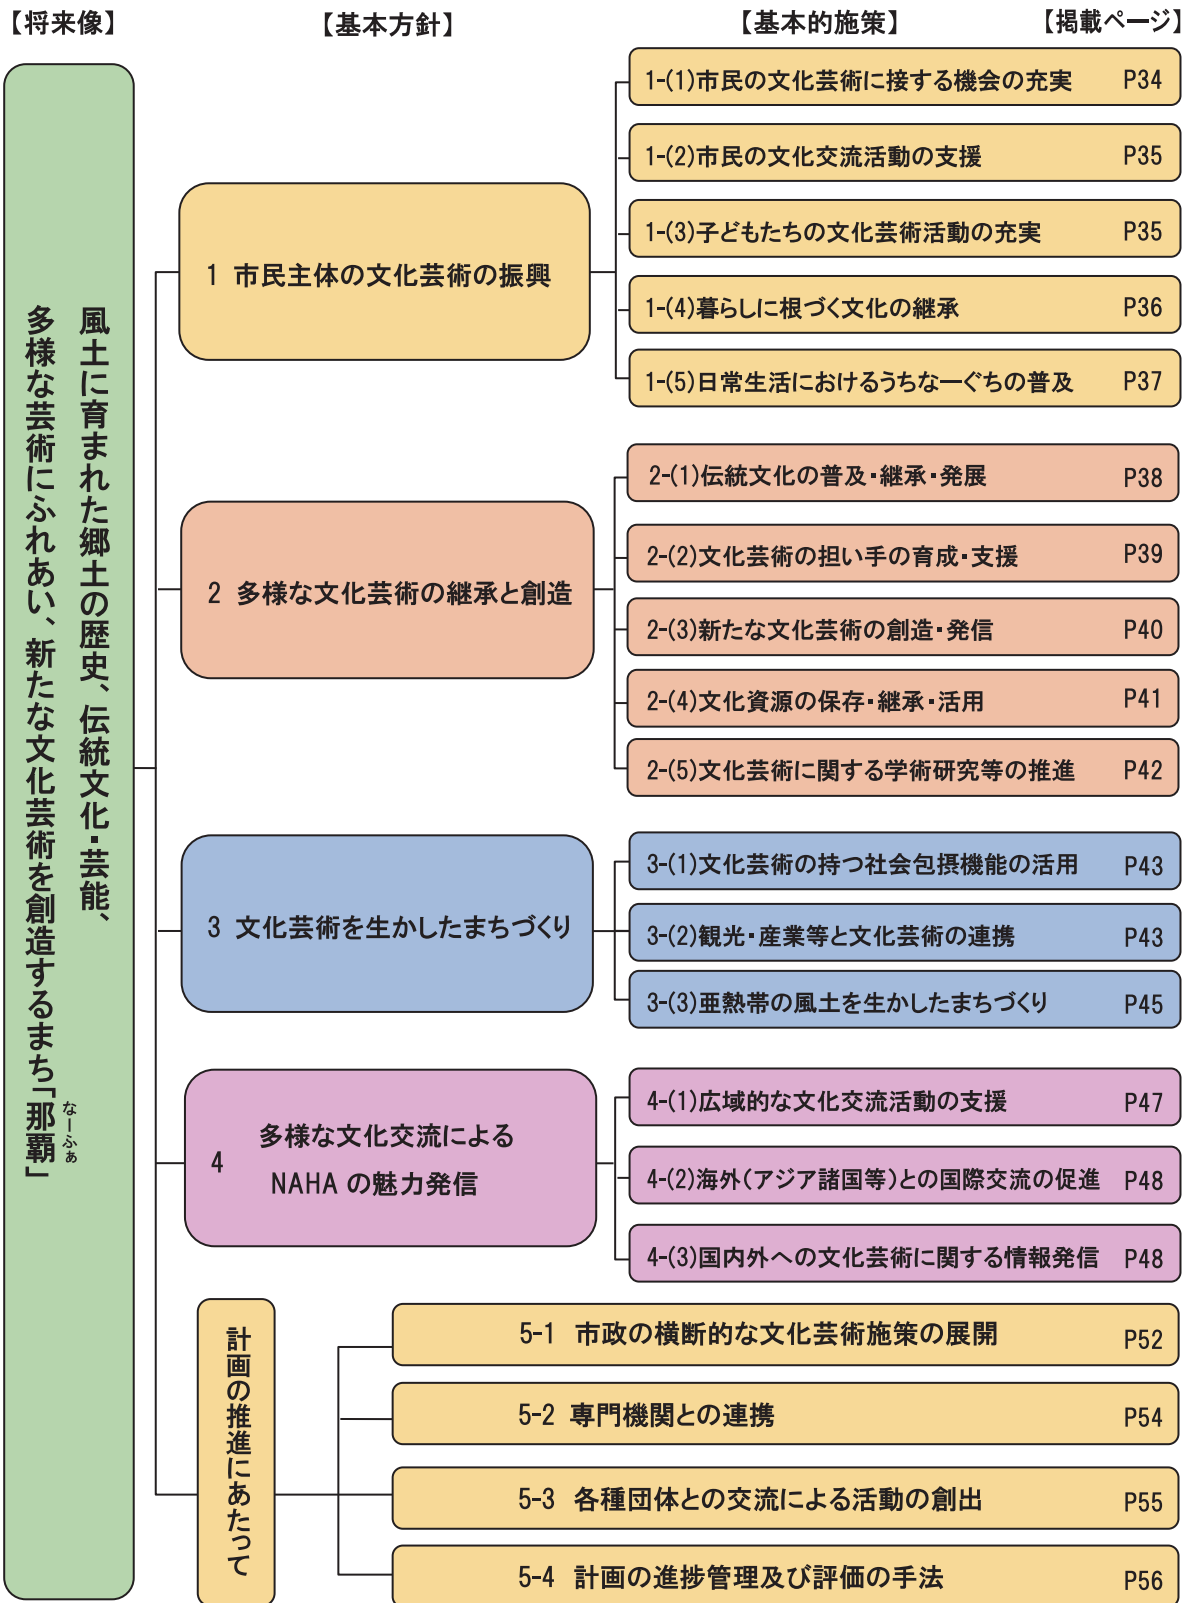 【将来像】
【基本方針】
【基本的施策】
【掲載ページ】
風土に育まれた郷土の歴史、伝統文化・芸能、
多様な芸術にふれあい、新たな文化芸術を創造するまち「那覇」
なーふぁ
1 市民主体の文化芸術の振興
1-(1)市民の文化芸術に接する機会の充実 P34
1-(2)市民の文化交流活動の支援 P35
1-(3)子どもたちの文化芸術活動の充実 P35
1-(4)暮らしに根づく文化の継承 P36
1-(5)日常生活におけるうちなーぐちの普及 P37
2 多様な文化芸術の継承と創造
2-(1)伝統文化の普及・継承・発展 P38
2-(2)文化芸術の担い手の育成・支援 P39
2-(3)新たな文化芸術の創造・発信 P40
2-(4)文化資源の保存・継承・活用 P41
2-(5)文化芸術に関する学術研究等の推進 P42
3 文化芸術を生かしたまちづくり
3-(1)文化芸術の持つ社会包摂機能の活用 P43
3-(2)観光・産業等と文化芸術の連携 P43
3-(3)亜熱帯の風土を生かしたまちづくり P45
4 多様な文化交流による
NAHA の魅力発信
4-(1)広域的な文化交流活動の支援 P47
4-(2)海外(アジア諸国等)との国際交流の促進 P48
4-(3)国内外への文化芸術に関する情報発信 P48
計画の推進にあたって
5-1 市政の横断的な文化芸術施策の展開 P52
5-2 専門機関との連携 P54
5-3 各種団体との交流による活動の創出 P55
5-4 計画の進捗管理及び評価の手法 P56